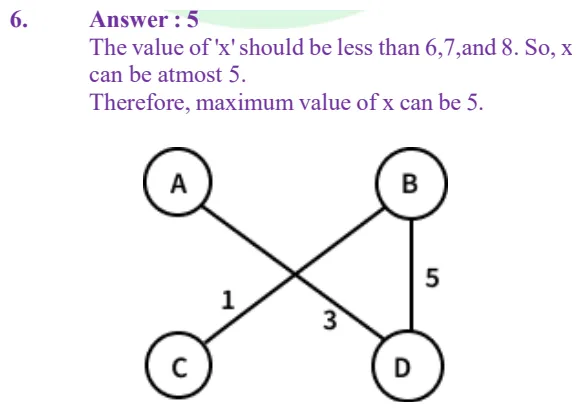 6. Answer : 5
The value of 'x' should be less than 6,7,and 8. So, x
can be atmost 5.
Therefore, maximum value of x can be 5.
A B
5
1
3
C D